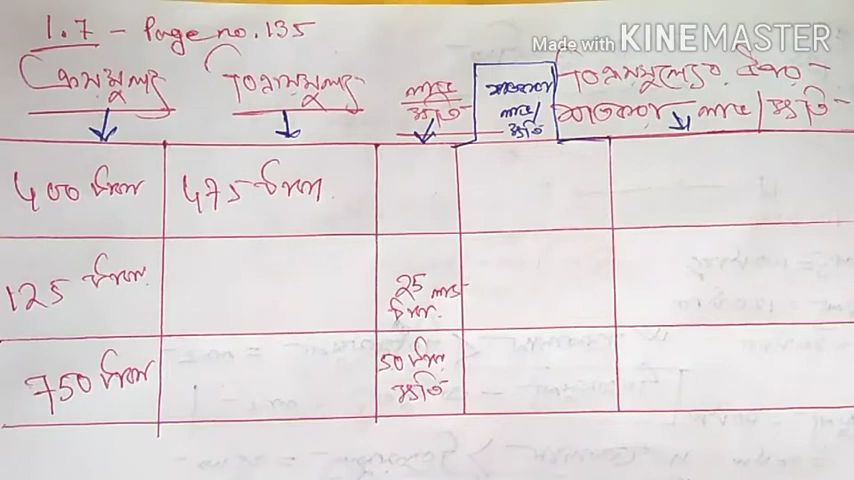 1.7 - Page no. 135
Made with KINEMASTER
ক্রয়মূল্য
বিক্রয়মূল্য
লাভ/ক্ষতি
শতকরা লাভ/ক্ষতি
বিক্রয়মূল্যের উপর
শতকরা লাভ/ক্ষতি
400 টাকা 475 টাকা
125 টাকা 25 লাভ টাকা
750 টাকা 50 টাকা ক্ষতি